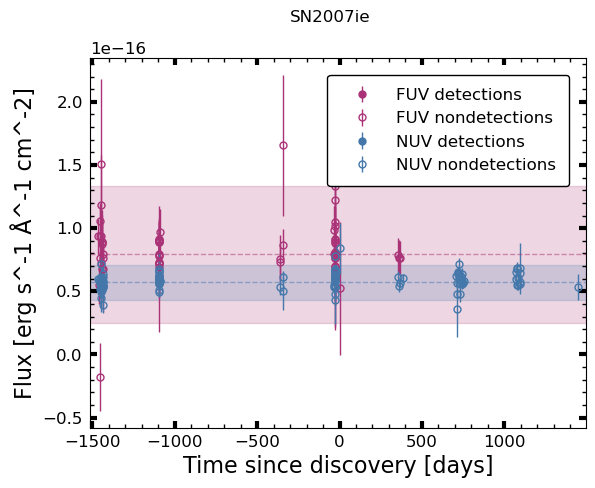 SN2007ie
1e−16
FUV detections
FUV nondetections
NUV detections
NUV nondetections
2.0
1.5
1.0
0.5
0.0
−0.5
Flux [erg s^-1 Å^-1 cm^-2]
−1500 −1000 −500 0 500 1000
Time since discovery [days]